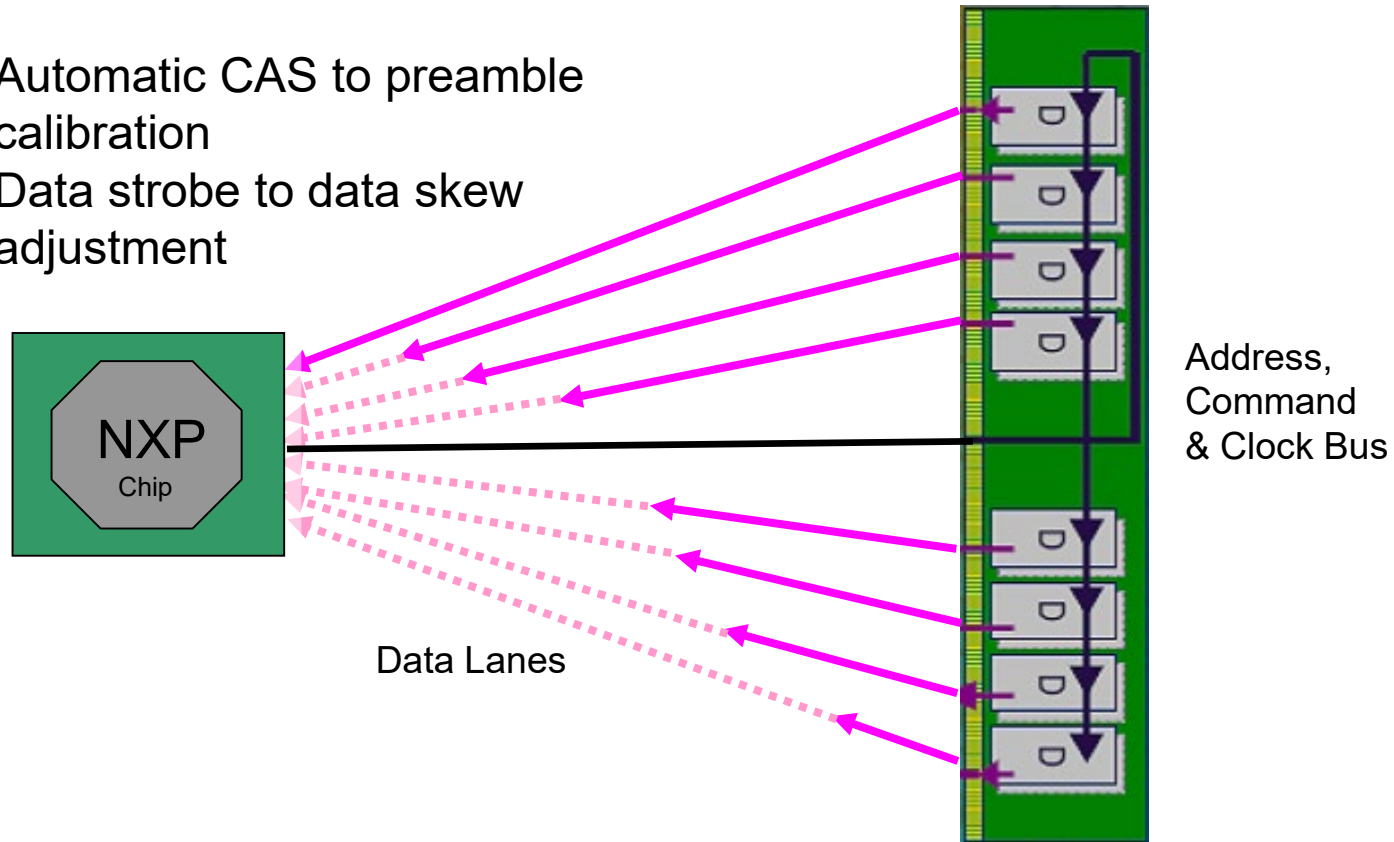 Automatic CAS to preamble
calibration
Data strobe to data skew
adjustment
NXP
Chip
Data Lanes
Address,
Command
& Clock Bus
D
D
D
D
D
D
D
D